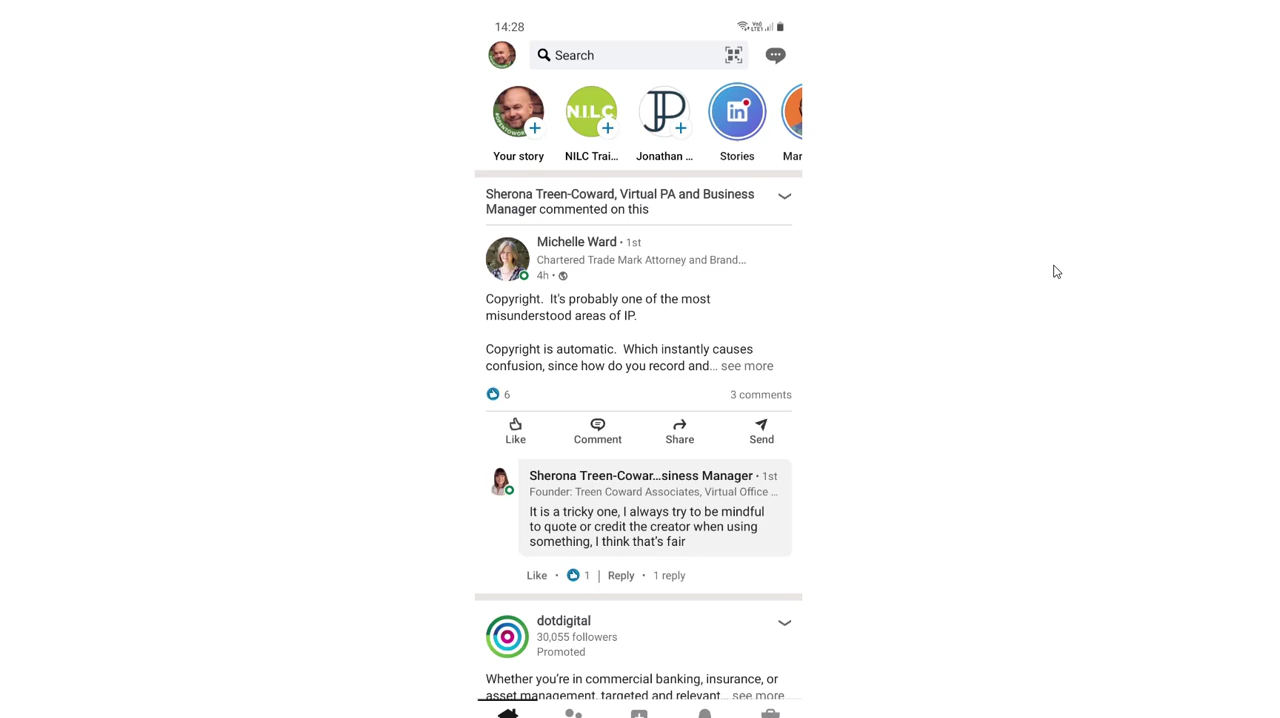 14:28
Search
NILC
JP
in
Your story
NILC Trai...
Jonathan ...
Stories
Mar
Sherona Treen-Coward, Virtual PA and Business
Manager commented on this
Michelle Ward • 1st
Chartered Trade Mark Attorney and Brand...
4h •
Copyright. It's probably one of the most
misunderstood areas of IP.
Copyright is automatic. Which instantly causes
confusion, since how do you record and... see more
6
3 comments
Like
Comment
Share
Send
Sherona Treen-Cowar...siness Manager • 1st
Founder: Treen Coward Associates, Virtual Office ...
It is a tricky one, I always try to be mindful
to quote or credit the creator when using
something, I think that's fair
Like • 1 | Reply • 1 reply
dotdigital
30,055 followers
Promoted
Whether you're in commercial banking, insurance, or
asset management, targeted and relevant... see more